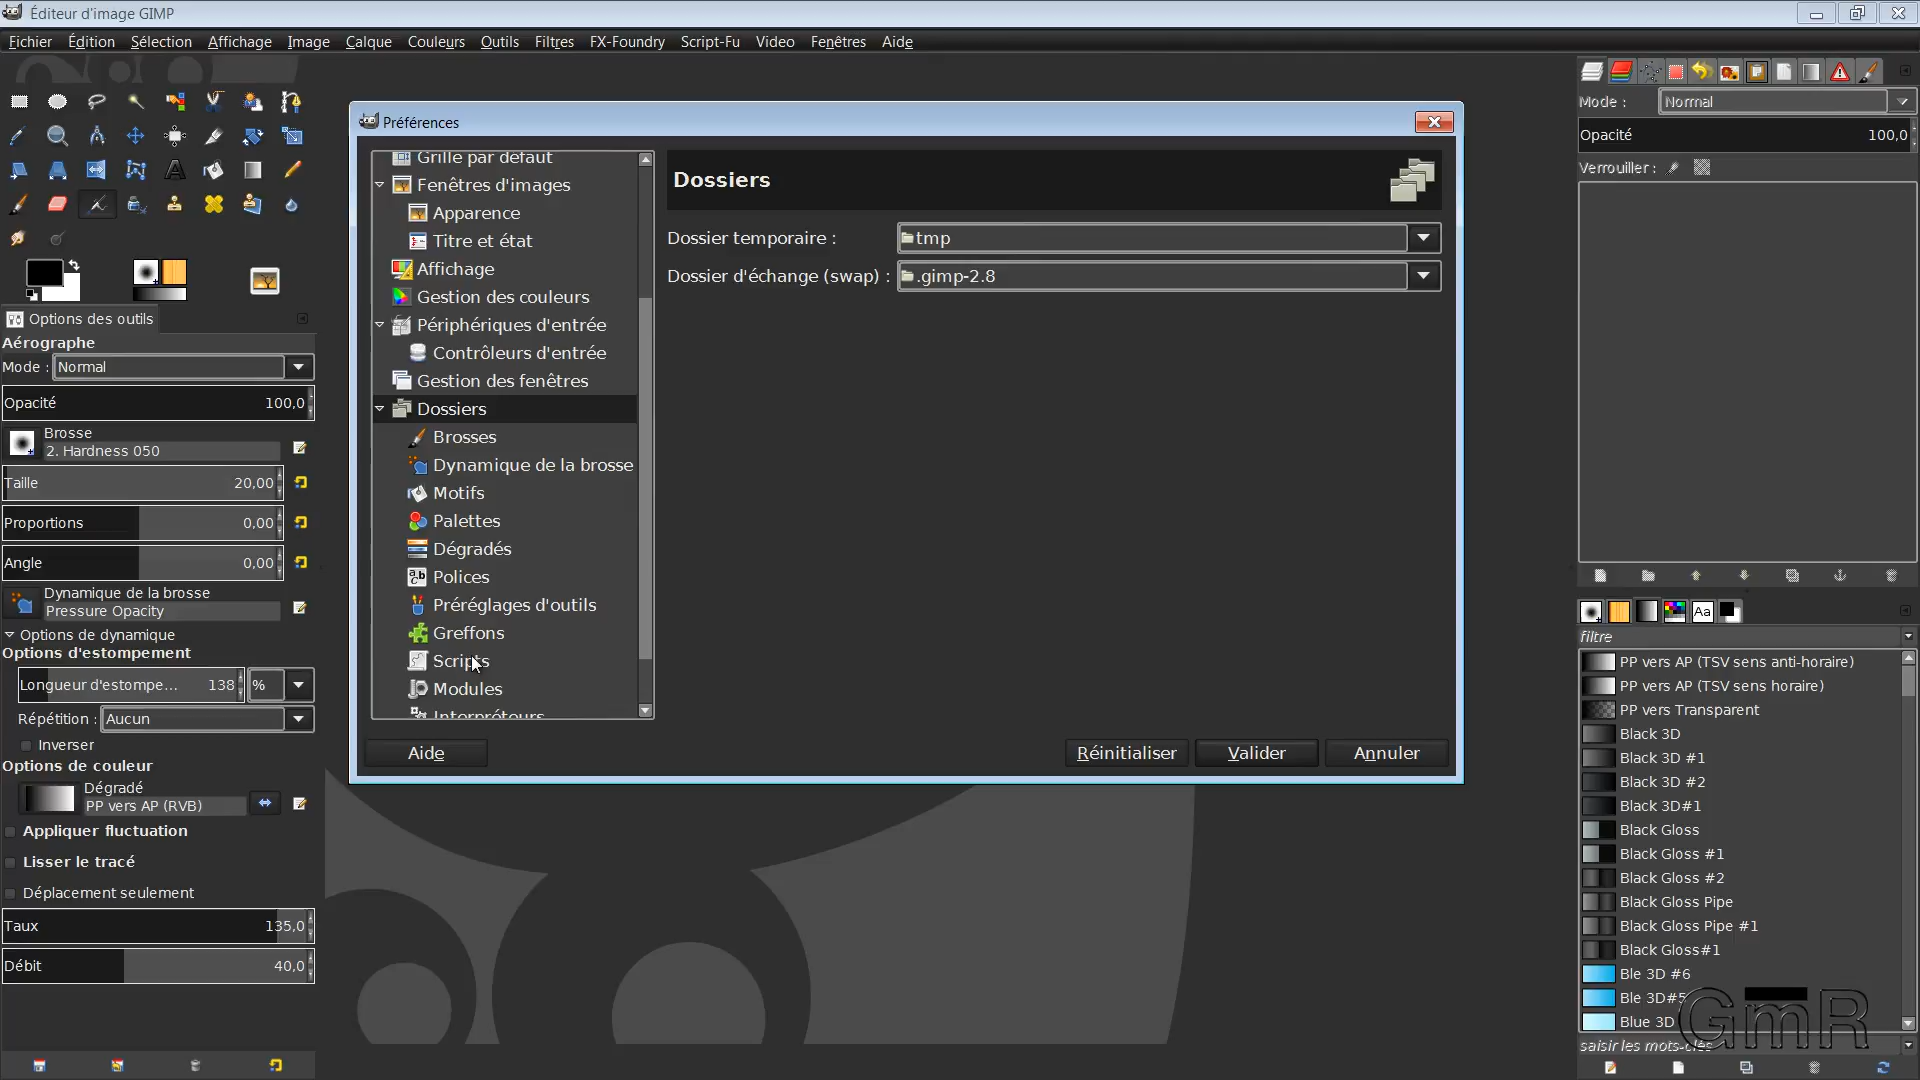 Éditeur d'image GIMP
Fichier Édition Sélection Affichage Image Calque Couleurs Outils Filtres FX-Foundry Script-Fu Video Fenêtres Aide
Options des outils
Aérographe
Mode : Normal
Opacité 100,0
Brosse
2. Hardness 050
Taille 20,00
Proportions 0,00
Angle 0,00
Dynamique de la brosse
Pressure Opacity
Options de dynamique
Options d'estompement
Longueur d'estompe... 138 %
Répétition : Aucun
Inverser
Options de couleur
Dégradé
PP vers AP (RVB)
Appliquer fluctuation
Lisser le tracé
Déplacement seulement
Taux 135,0
Débit 40,0
Préférences
Grille par défaut
Fenêtres d'images
Apparence
Titre et état
Affichage
Gestion des couleurs
Périphériques d'entrée
Contrôleurs d'entrée
Gestion des fenêtres
Dossiers
Brosses
Dynamique de la brosse
Motifs
Palettes
Dégradés
Polices
Préréglages d'outils
Greffons
Scripts
Modules
Interpréteurs
Dossiers
Dossier temporaire : tmp
Dossier d'échange (swap) : .gimp-2.8
Aide
Réinitialiser Valider Annuler
Mode : Normal
Opacité 100,0
Verrouiller :
Aa
filtre
PP vers AP (TSV sens anti-horaire)
PP vers AP (TSV sens horaire)
PP vers Transparent
Black 3D
Black 3D #1
Black 3D #2
Black 3D#1
Black Gloss
Black Gloss #1
Black Gloss #2
Black Gloss Pipe
Black Gloss Pipe #1
Black Gloss#1
Ble 3D #6
Ble 3D#5
Blue 3D
saisir les mots-clés
GmR